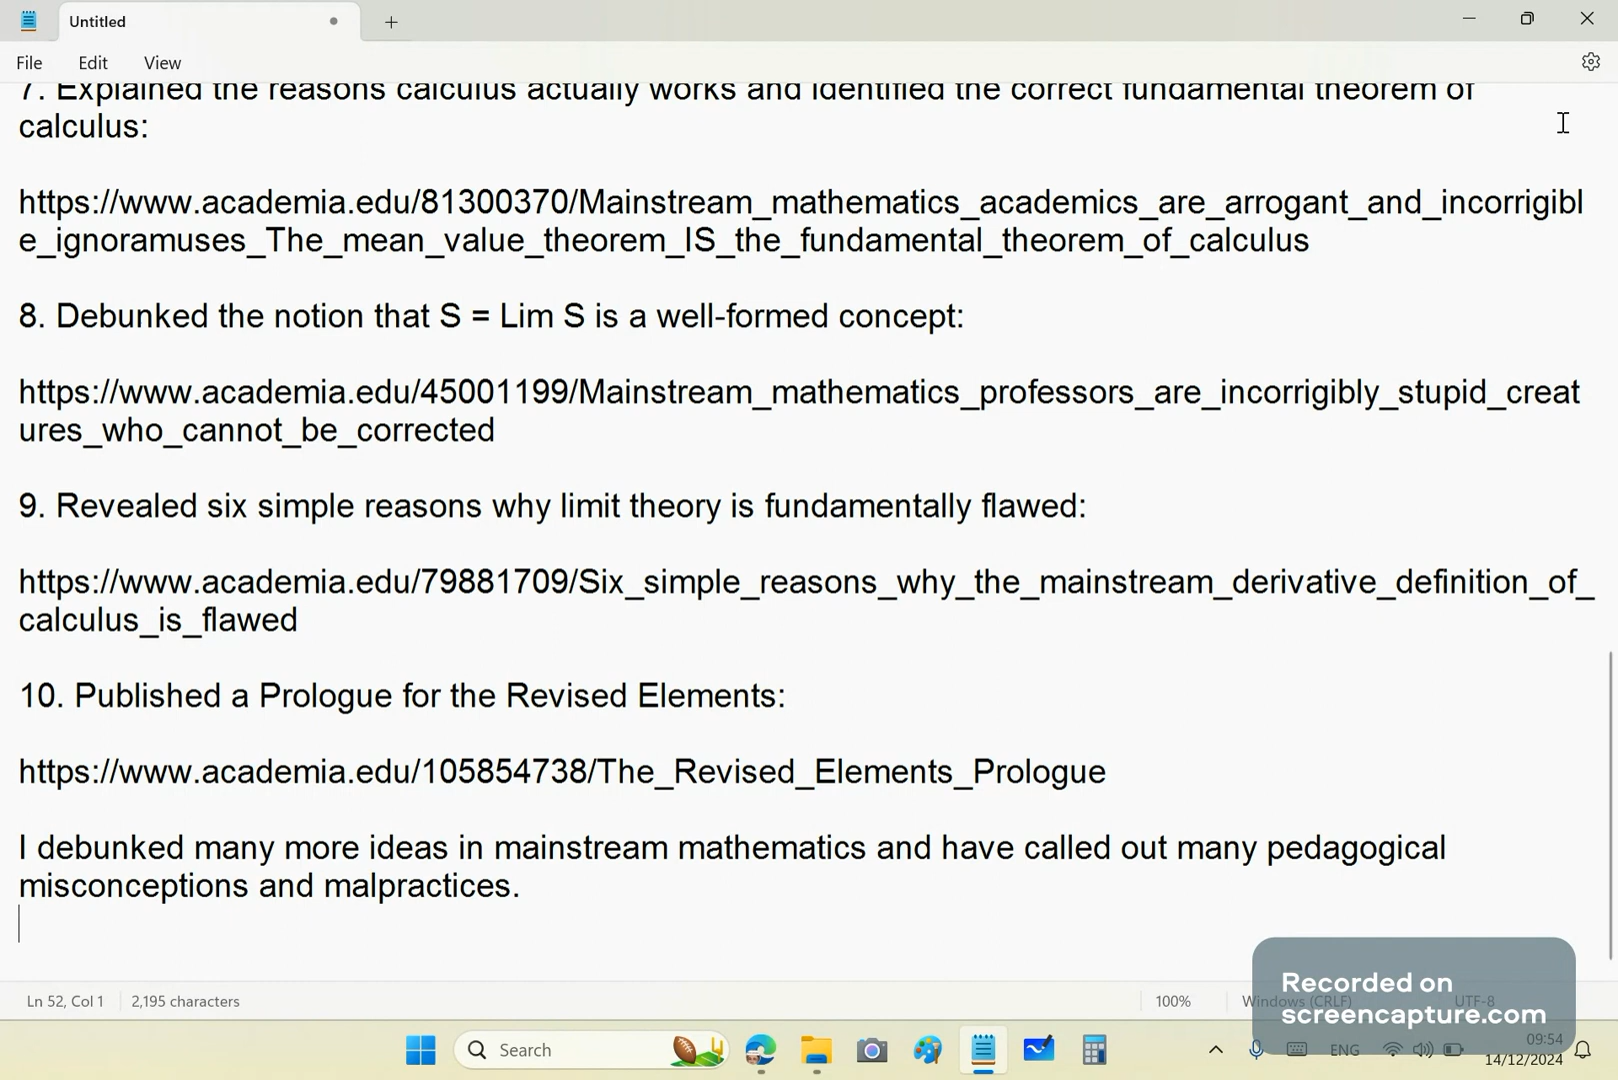 Untitled
File Edit View
7. Explained the reasons calculus actually works and identified the correct fundamental theorem of
calculus:
https://www.academia.edu/81300370/Mainstream_mathematics_academics_are_arrogant_and_incorrigibl
e_ignoramuses_The_mean_value_theorem_IS_the_fundamental_theorem_of_calculus
8. Debunked the notion that S = Lim S is a well-formed concept:
https://www.academia.edu/45001199/Mainstream_mathematics_professors_are_incorrigibly_stupid_creat
ures_who_cannot_be_corrected
9. Revealed six simple reasons why limit theory is fundamentally flawed:
https://www.academia.edu/79881709/Six_simple_reasons_why_the_mainstream_derivative_definition_of_
calculus_is_flawed
10. Published a Prologue for the Revised Elements:
https://www.academia.edu/105854738/The_Revised_Elements_Prologue
I debunked many more ideas in mainstream mathematics and have called out many pedagogical
misconceptions and malpractices.
Recorded on
screencapture.com
Ln 52, Col 1 2,195 characters 100% Windows (CRLF) UTF-8
Search ENG 09:54
14/12/2024